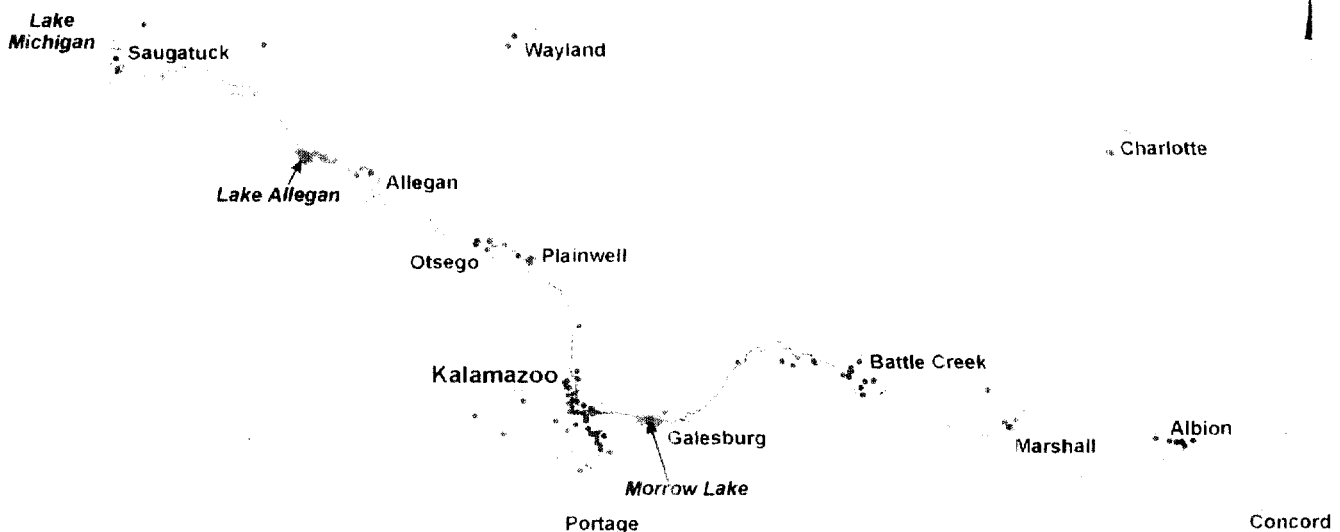 Lake
Michigan
Saugatuck
Wayland
Charlotte
Lake Allegan
Allegan
Otsego
Plainwell
Kalamazoo
Battle Creek
Galesburg
Marshall
Albion
Morrow Lake
Portage
Concord